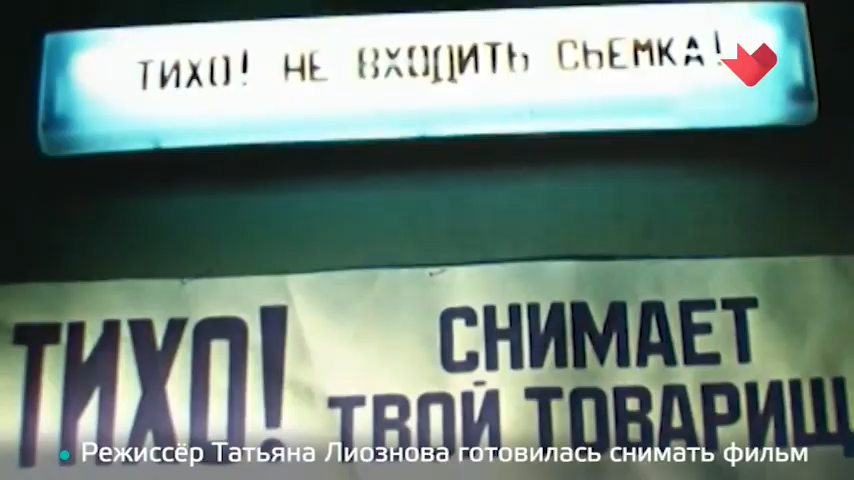 ТИХО! НЕ ВХОДИТЬ СЬЕМКА!
ТИХО! СНИМАЕТ
ТВОЙ ТОВАРИЩ
Режиссёр Татьяна Лиознова готовилась снимать фильм